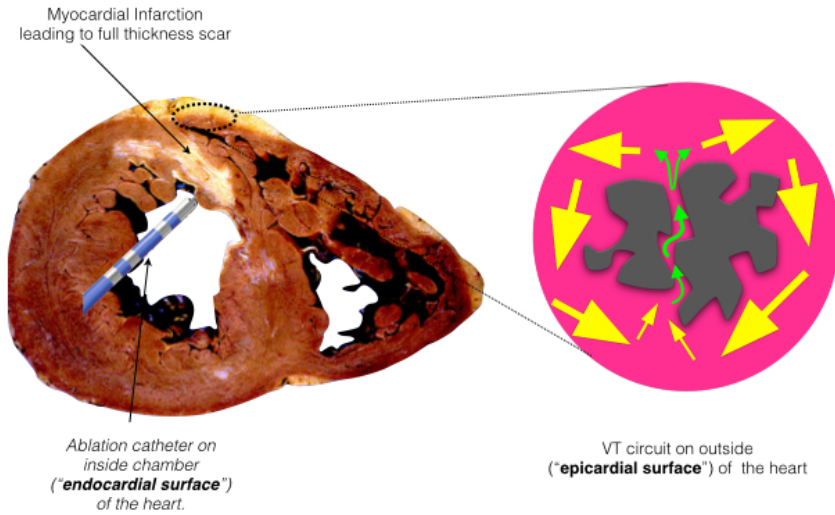 Myocardial Infarction
leading to full thickness scar
Ablation catheter on
inside chamber
("endocardial surface")
of the heart.
VT circuit on outside
("epicardial surface") of the heart